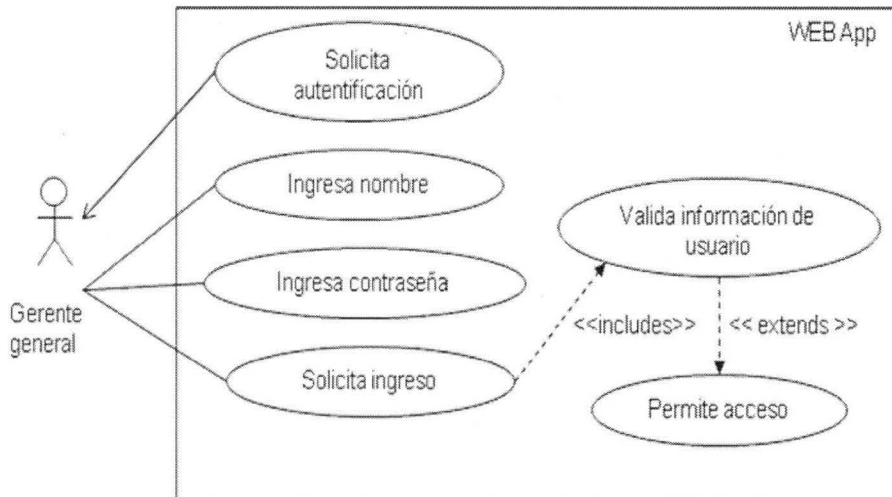 WEB App
Solicita
autentifícación
Ingresa nombre
Valida información de
usuario
Ingresa contraseña
Gerente
general
<<includes>>
<< extends >>
Solicita ingreso
Permite acceso